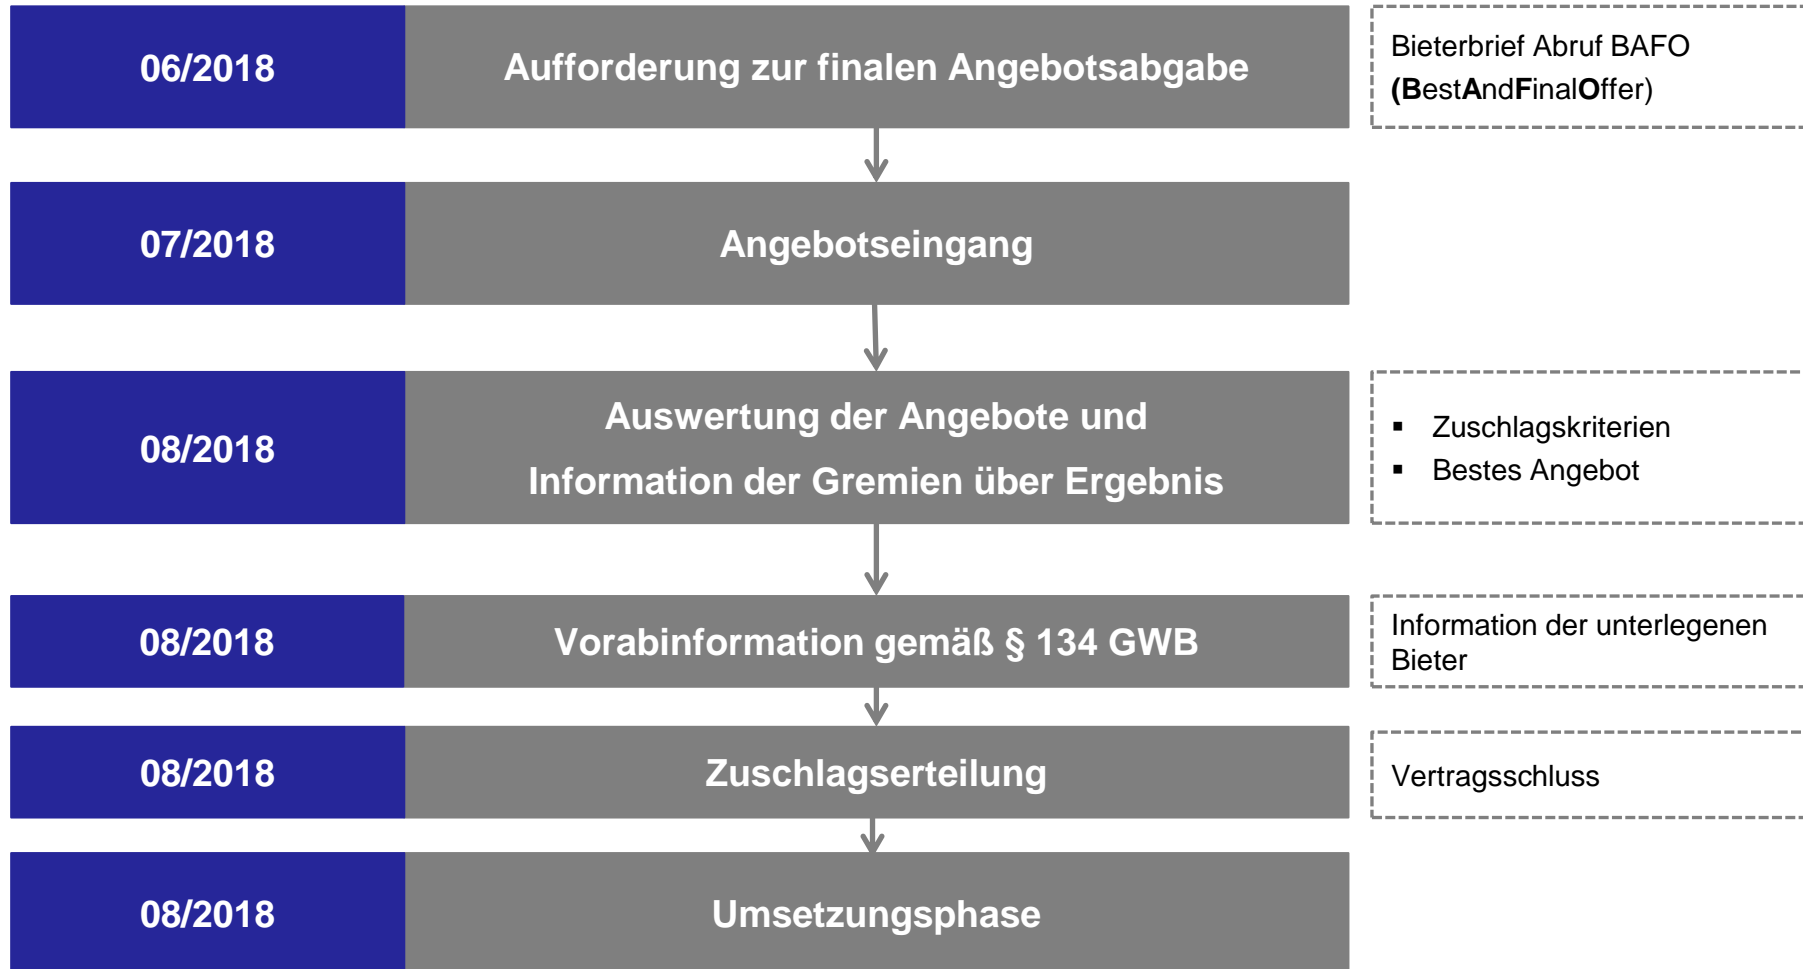 06/2018
Aufforderung zur finalen Angebotsabgabe
Bieterbrief Abruf BAFO
(BestAndFinalOffer)
07/2018
Angebotseingang
08/2018
Auswertung der Angebote und
Information der Gremien über Ergebnis
▪ Zuschlagskriterien
▪ Bestes Angebot
08/2018
Vorabinformation gemäß § 134 GWB
Information der unterlegenen
Bieter
08/2018
Zuschlagserteilung
Vertragsschluss
08/2018
Umsetzungsphase